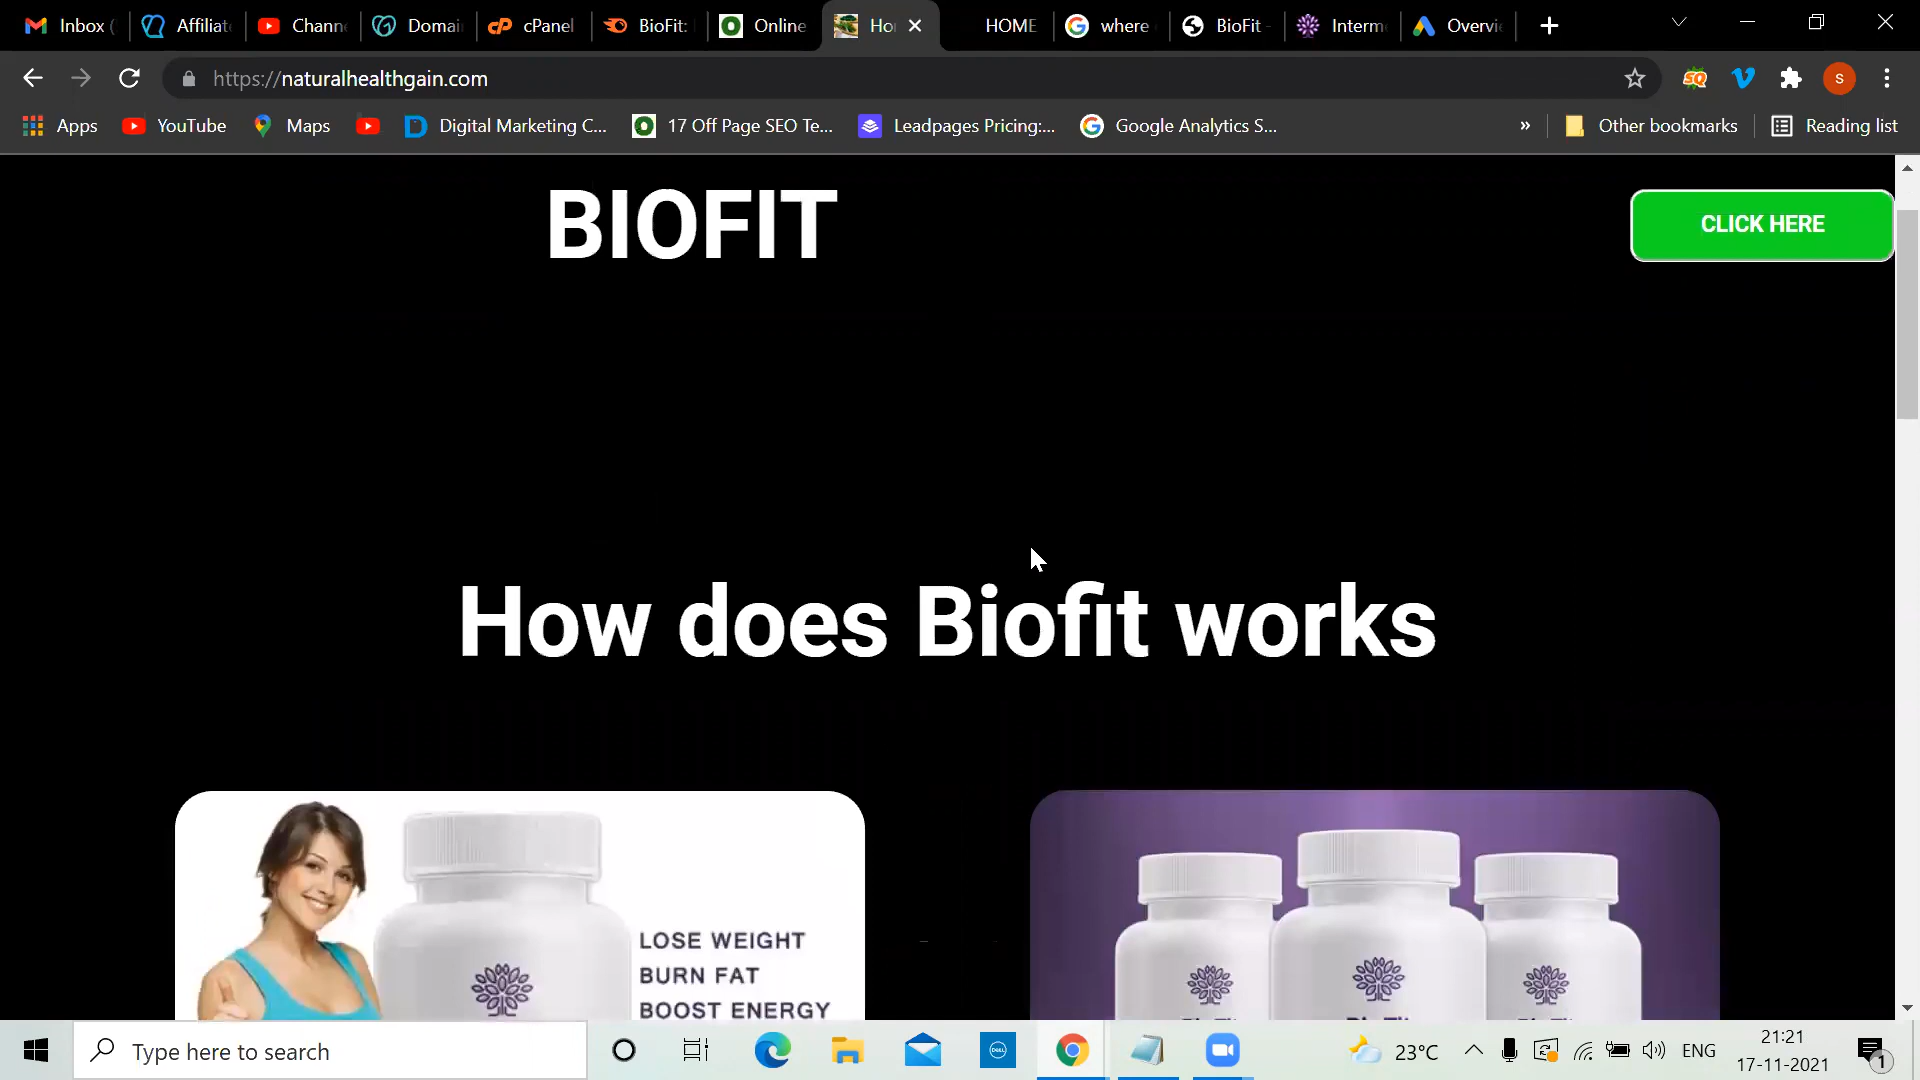 Inbox (
Affiliat
Chann
Domai
cPanel
BioFit:
Online
Ho
HOME
where
BioFit -
Interm
Overvi
https://naturalhealthgain.com
SQ
S
Apps
YouTube
Maps
Digital Marketing C...
17 Off Page SEO Te...
Leadpages Pricing:...
Google Analytics S...
»
Other bookmarks
Reading list
BIOFIT
CLICK HERE
How does Biofit works
LOSE WEIGHT
BURN FAT
BOOST ENERGY
Type here to search
DELL
23°C
ENG
21:21
17-11-2021
1